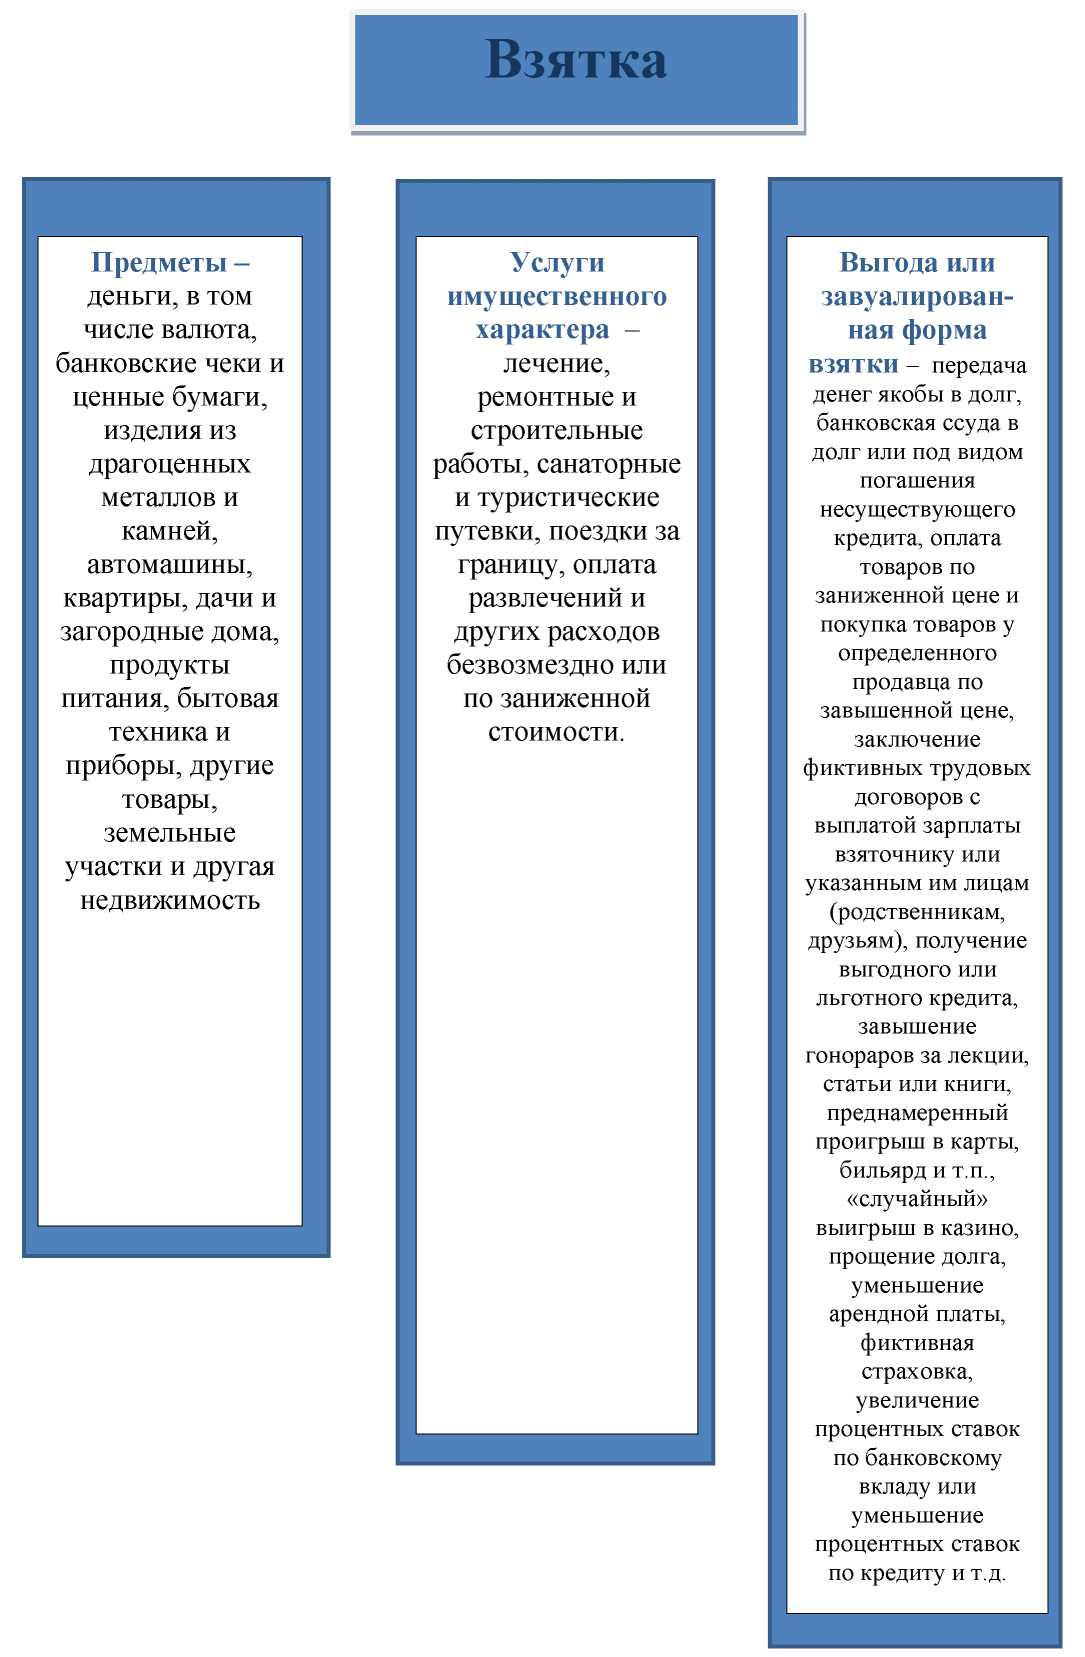 Взятка
Предметы –
деньги, в том
числе валюта,
банковские чеки и
ценные бумаги,
изделия из
драгоценных
металлов и
камней,
автомашины,
квартиры, дачи и
загородные дома,
продукты
питания, бытовая
техника и
приборы, другие
товары,
земельные
участки и другая
недвижимость
Услуги
имущественного
характера –
лечение,
ремонтные и
строительные
работы, санаторные
и туристические
путевки, поездки за
границу, оплата
развлечений и
других расходов
безвозмездно или
по заниженной
стоимости.
Выгода или
завуалирован-
ная форма
взятки – передача
денег якобы в долг,
банковская ссуда в
долг или под видом
погашения
несуществующего
кредита, оплата
товаров по
заниженной цене и
покупка товаров у
определенного
продавца по
завышенной цене,
заключение
фиктивных трудовых
договоров с
выплатой зарплаты
взяточнику или
указанным им лицам
(родственникам,
друзьям), получение
выгодного или
льготного кредита,
завышение
гонораров за лекции,
статьи или книги,
преднамеренный
проигрыш в карты,
бильярд и т.п.,
«случайный»
выигрыш в казино,
прощение долга,
уменьшение
арендной платы,
фиктивная
страховка,
увеличение
процентных ставок
по банковскому
вкладу или
уменьшение
процентных ставок
по кредиту и т.д.